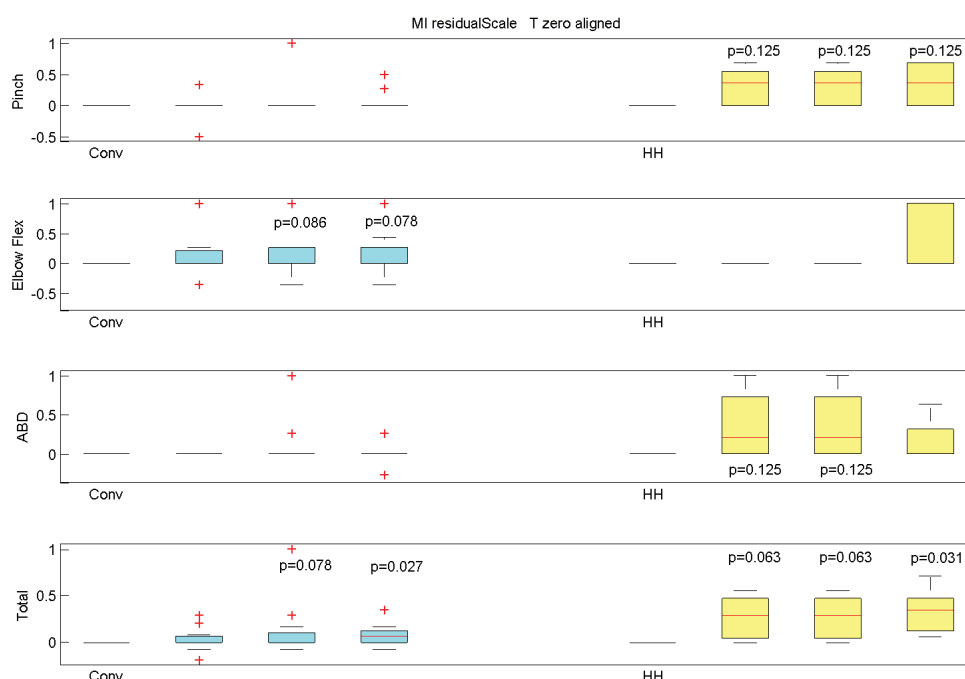 MI residualScale T zero aligned
Pinch
1
0.5
0
-0.5
p=0.125 p=0.125 p=0.125
Conv HH
Elbow Flex
1
0.5
0
-0.5
p=0.086 p=0.078
Conv HH
ABD
1
0.5
0
p=0.125 p=0.125
Conv HH
Total
1
0.5
0
p=0.078 p=0.027 p=0.063 p=0.063 p=0.031
Conv HH